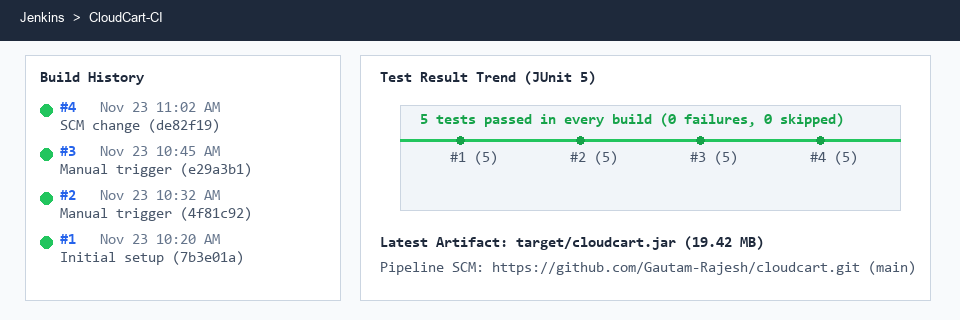 Jenkins > CloudCart-CI
Build History
#4 Nov 23 11:02 AM
SCM change (de82f19)
#3 Nov 23 10:45 AM
Manual trigger (e29a3b1)
#2 Nov 23 10:32 AM
Manual trigger (4f81c92)
#1 Nov 23 10:20 AM
Initial setup (7b3e01a)
Test Result Trend (JUnit 5)
5 tests passed in every build (0 failures, 0 skipped)
#1 (5) #2 (5) #3 (5) #4 (5)
Latest Artifact: target/cloudcart.jar (19.42 MB)
Pipeline SCM: https://github.com/Gautam-Rajesh/cloudcart.git (main)